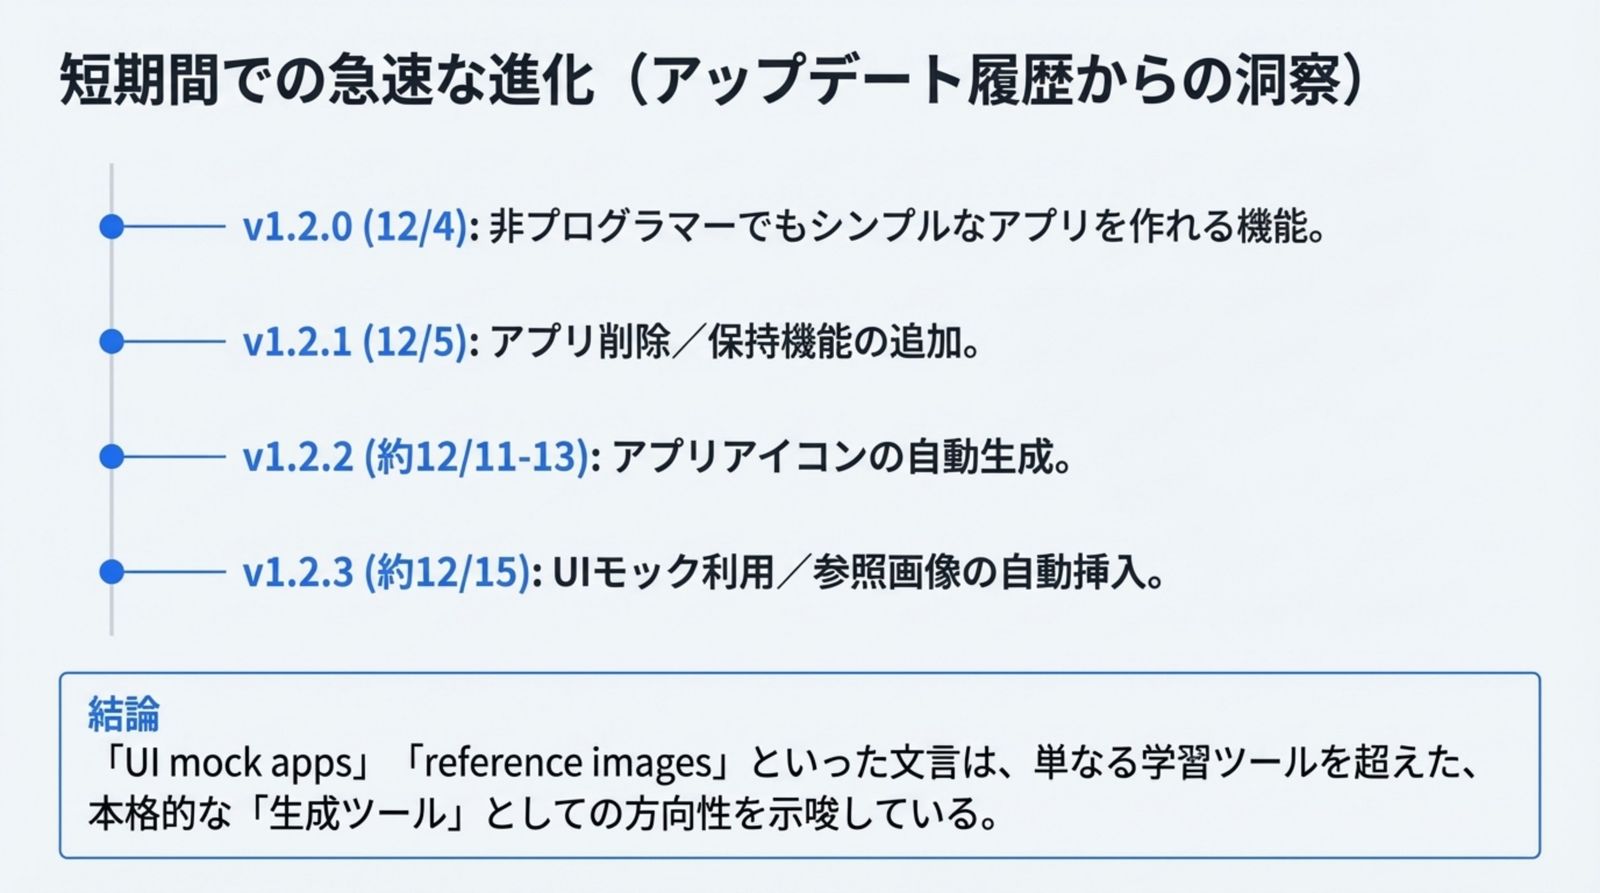 短期間での急速な進化（アップデート履歴からの洞察）
v1.2.0 (12/4): 非プログラマーでもシンプルなアプリを作れる機能。
v1.2.1 (12/5): アプリ削除／保持機能の追加。
v1.2.2 (約12/11-13): アプリアイコンの自動生成。
v1.2.3 (約12/15): UIモック利用／参照画像の自動挿入。
結論
「UI mock apps」「reference images」といった文言は、単なる学習ツールを超えた、
本格的な「生成ツール」としての方向性を示唆している。